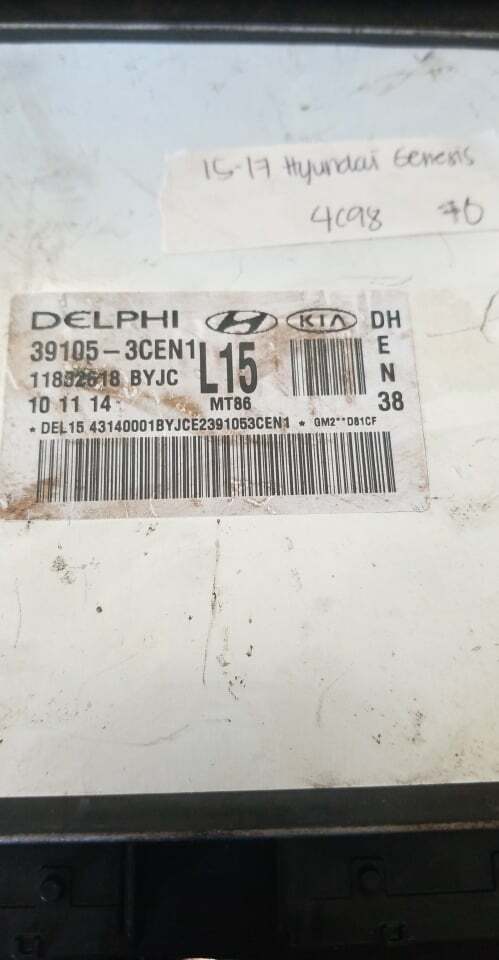 15-17 Hyundai Genesis
4C98 70
DELPHI KIA DH
39105-3CEN1 L15 E
BYJC N
10 11 14 MT86 38
* DEL15 43140001BYJCE2391053CEN1 * GM2**D81CF